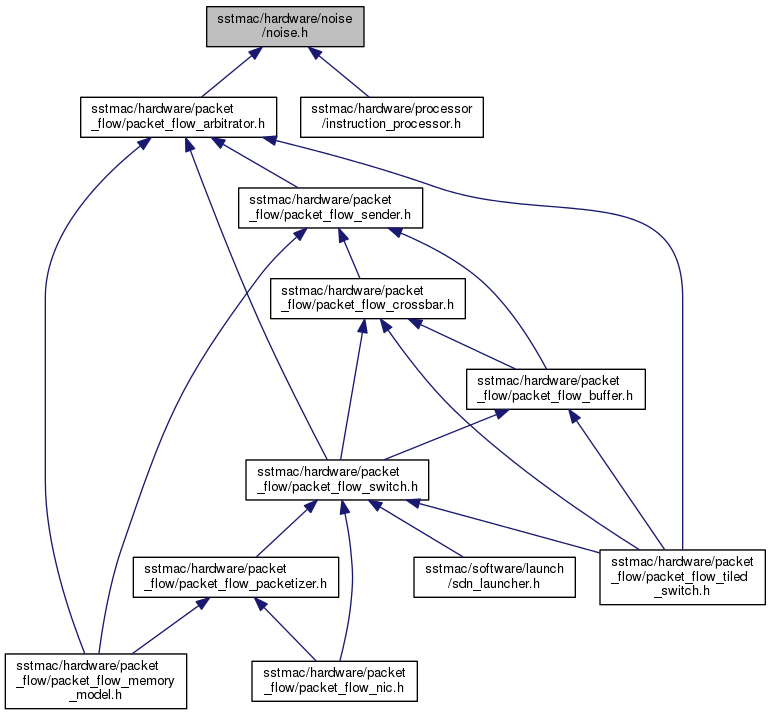 sstmac/hardware/noise
/noise.h
sstmac/hardware/packet
_flow/packet_flow_arbitrator.h
sstmac/hardware/processor
/instruction_processor.h
sstmac/hardware/packet
_flow/packet_flow_sender.h
sstmac/hardware/packet
_flow/packet_flow_crossbar.h
sstmac/hardware/packet
_flow/packet_flow_buffer.h
sstmac/hardware/packet
_flow/packet_flow_switch.h
sstmac/hardware/packet
_flow/packet_flow_packetizer.h
sstmac/software/launch
/sdn_launcher.h
sstmac/hardware/packet
_flow/packet_flow_tiled
_switch.h
sstmac/hardware/packet
_flow/packet_flow_memory
_model.h
sstmac/hardware/packet
_flow/packet_flow_nic.h